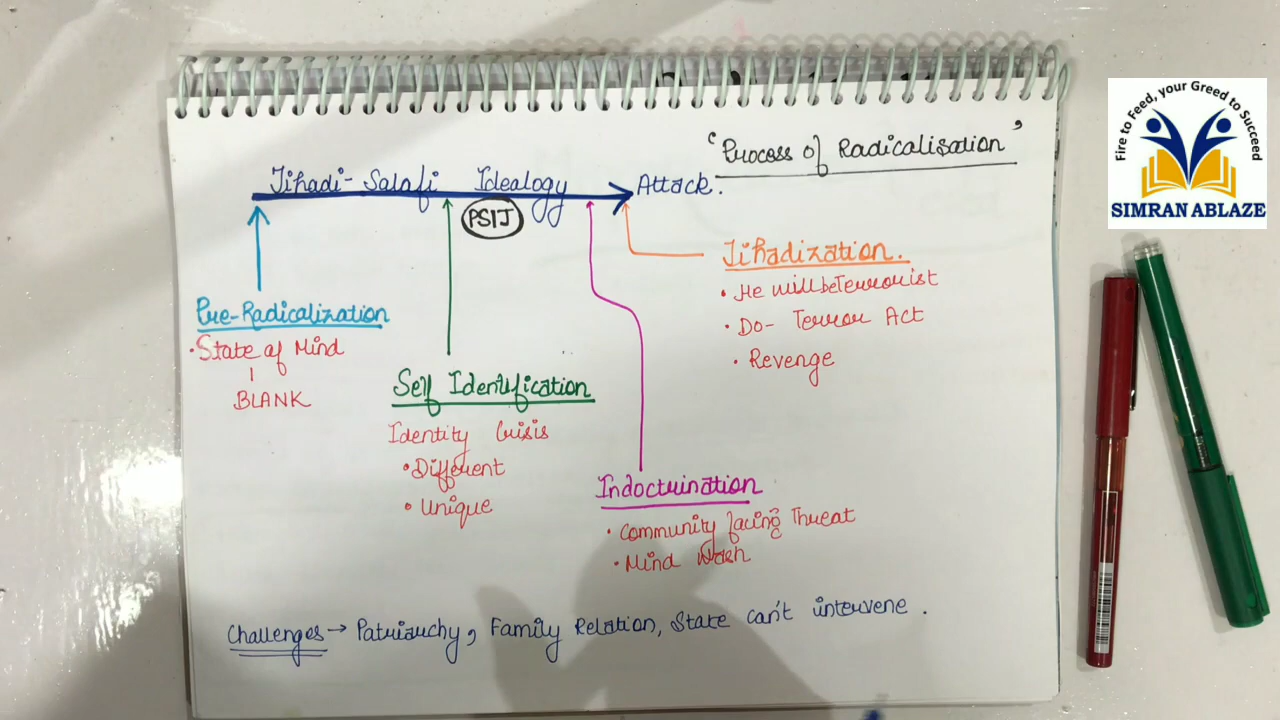 'Process of Radicalisation'
Jihadi-Salafi Idealogy Attack.
PSIJ
Pre-Radicalization
• State of Mind
BLANK
Self Identification
Identity Crisis
• Different
• Unique
Indoctrination
• Community facing Threat
• Mind Wash
Jihadization.
• He will be Terrorist
• Do- Terror Act
• Revenge
Challenges → Patriarchy, Family Relation, State can't intervene.
Fire to Feed, your Greed to Succeed
SIMRAN ABLAZE